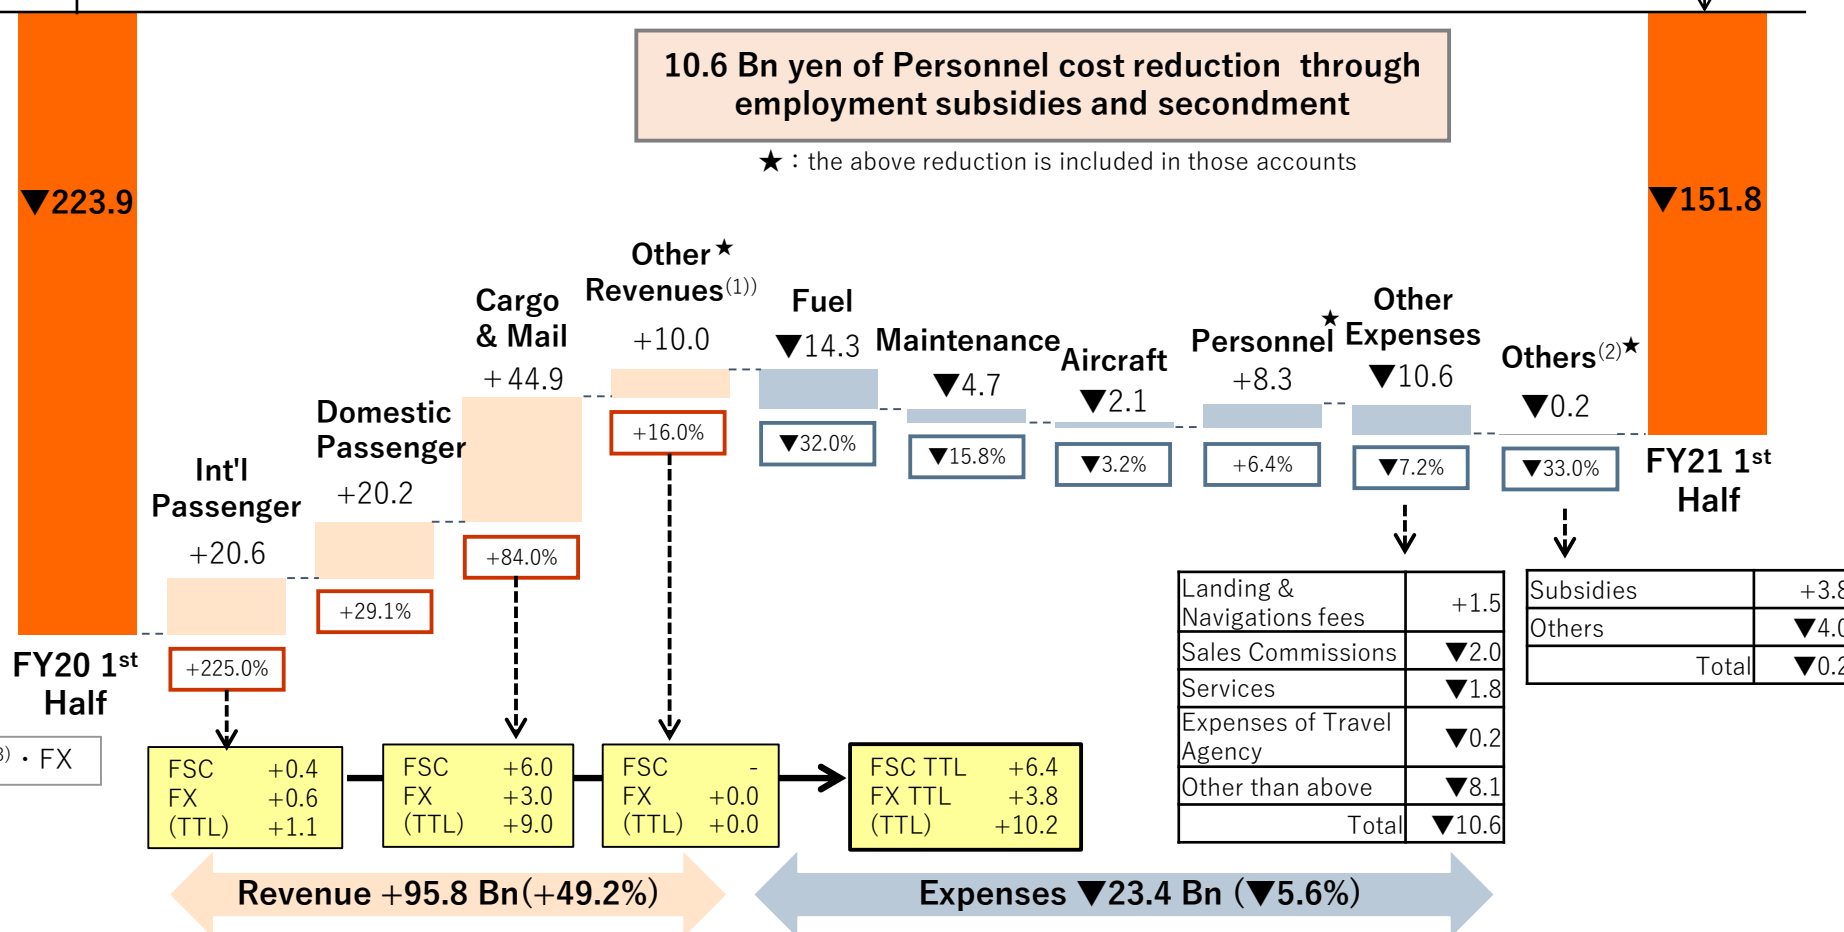 10.6 Bn yen of Personnel cost reduction through
employment subsidies and secondment
★：the above reduction is included in those accounts
▼223.9
▼151.8
FY20 1st
Half
Int'l
Passenger
+20.6
+225.0%
Domestic
Passenger
+20.2
+29.1%
Cargo
& Mail
+44.9
+84.0%
Other★
Revenues(1))
+10.0
+16.0%
Fuel
▼14.3
▼32.0%
Maintenance
▼4.7
▼15.8%
Aircraft
▼2.1
▼3.2%
Personnel★
+8.3
+6.4%
Other
Expenses
▼10.6
▼7.2%
Others(2)★
▼0.2
▼33.0%
FY21 1st
Half
3)・FX
FSC +0.4
FX +0.6
(TTL) +1.1
FSC +6.0
FX +3.0
(TTL) +9.0
FSC -
FX +0.0
(TTL) +0.0
FSC TTL +6.4
FX TTL +3.8
(TTL) +10.2
Landing &
Navigations fees +1.5
Sales Commissions ▼2.0
Services ▼1.8
Expenses of Travel
Agency ▼0.2
Other than above ▼8.1
Total ▼10.6
Subsidies +3.8
Others ▼4.0
Total ▼0.2
Revenue +95.8 Bn(+49.2%)
Expenses ▼23.4 Bn (▼5.6%)